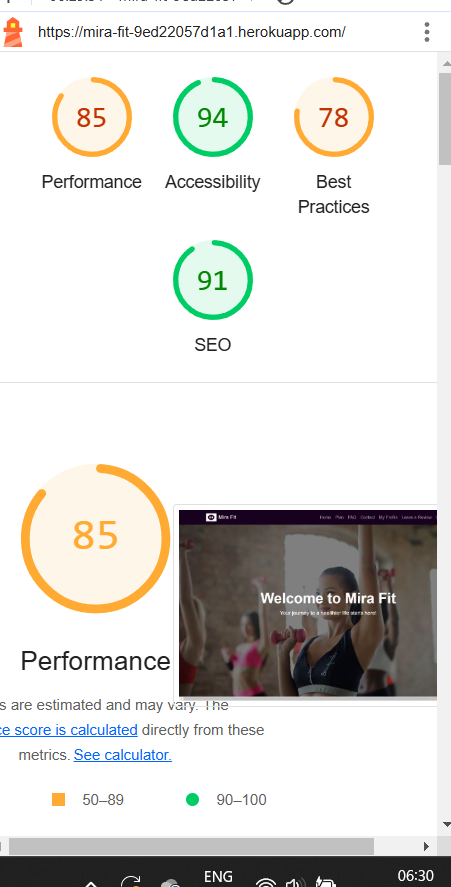 https://mira-fit-9ed22057d1a1.herokuapp.com/
85
94
78
Performance
Accessibility
Best
Practices
91
SEO
85
Mira Fit
Home Plan FAQ Contact My Profile Leave a Review
Welcome to Mira Fit
Your journey to a healthier life starts here!
Performance
s are estimated and may vary. The
ce score is calculated directly from these
metrics. See calculator.
50–89
90–100
ENG
06:30